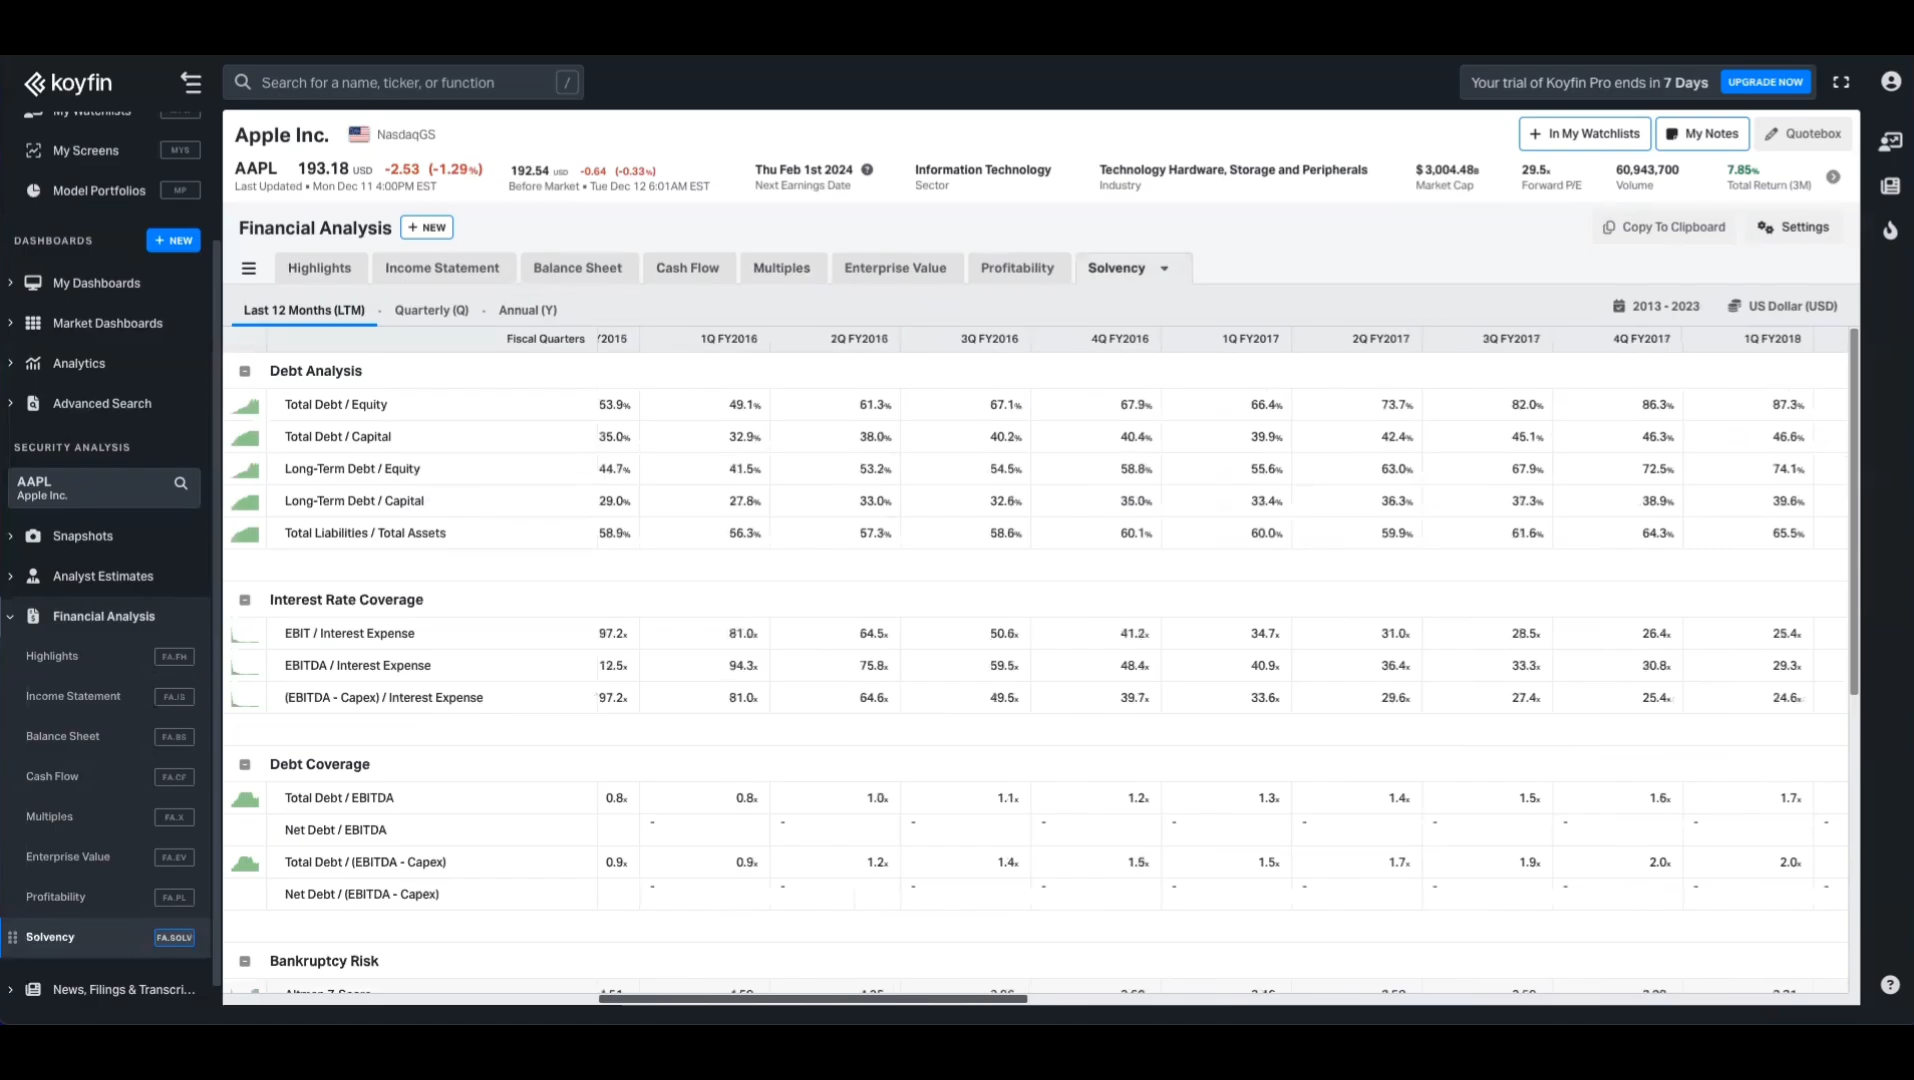 koyfin
Search for a name, ticker, or function /
Your trial of Koyfin Pro ends in 7 Days UPGRADE NOW
My Watchlists
My Screens MYS
Model Portfolios MP
DASHBOARDS + NEW
My Dashboards
Market Dashboards
Analytics
Advanced Search
SECURITY ANALYSIS
AAPL
Apple Inc.
Snapshots
Analyst Estimates
Financial Analysis
Highlights FA.FH
Income Statement FA.IS
Balance Sheet FA.BS
Cash Flow FA.CF
Multiples FA.X
Enterprise Value FA.EV
Profitability FA.PL
Solvency FA.SOLV
News, Filings & Transcri...
Apple Inc. NasdaqGS
+ In My Watchlists My Notes Quotebox
AAPL 193.18 USD -2.53 (-1.29%) 192.54 USD -0.64 (-0.33%) Thu Feb 1st 2024 ? Information Technology Technology Hardware, Storage and Peripherals $3,004.48B 29.5x 60,943,700 7.85%
Last Updated • Mon Dec 11 4:00PM EST Before Market • Tue Dec 12 6:01AM EST Next Earnings Date Sector Industry Market Cap Forward P/E Volume Total Return (3M)
Financial Analysis + NEW Copy To Clipboard Settings
Highlights Income Statement Balance Sheet Cash Flow Multiples Enterprise Value Profitability Solvency
Last 12 Months (LTM) · Quarterly (Q) · Annual (Y) 2013 - 2023 US Dollar (USD)
Fiscal Quarters Y2015 1Q FY2016 2Q FY2016 3Q FY2016 4Q FY2016 1Q FY2017 2Q FY2017 3Q FY2017 4Q FY2017 1Q FY2018
Debt Analysis
Total Debt / Equity 53.9% 49.1% 61.3% 67.1% 67.9% 66.4% 73.7% 82.0% 86.3% 87.3%
Total Debt / Capital 35.0% 32.9% 38.0% 40.2% 40.4% 39.9% 42.4% 45.1% 46.3% 46.6%
Long-Term Debt / Equity 44.7% 41.5% 53.2% 54.5% 58.8% 55.6% 63.0% 67.9% 72.5% 74.1%
Long-Term Debt / Capital 29.0% 27.8% 33.0% 32.6% 35.0% 33.4% 36.3% 37.3% 38.9% 39.6%
Total Liabilities / Total Assets 58.9% 56.3% 57.3% 58.6% 60.1% 60.0% 59.9% 61.6% 64.3% 65.5%
Interest Rate Coverage
EBIT / Interest Expense 97.2x 81.0x 64.5x 50.6x 41.2x 34.7x 31.0x 28.5x 26.4x 25.4x
EBITDA / Interest Expense 12.5x 94.3x 75.8x 59.5x 48.4x 40.9x 36.4x 33.3x 30.8x 29.3x
(EBITDA - Capex) / Interest Expense 97.2x 81.0x 64.6x 49.5x 39.7x 33.6x 29.6x 27.4x 25.4x 24.6x
Debt Coverage
Total Debt / EBITDA 0.8x 0.8x 1.0x 1.1x 1.2x 1.3x 1.4x 1.5x 1.6x 1.7x
Net Debt / EBITDA - - - - - - - - - -
Total Debt / (EBITDA - Capex) 0.9x 0.9x 1.2x 1.4x 1.5x 1.5x 1.7x 1.9x 2.0x 2.0x
Net Debt / (EBITDA - Capex) - - - - - - - - - -
Bankruptcy Risk
Altman Z-Score